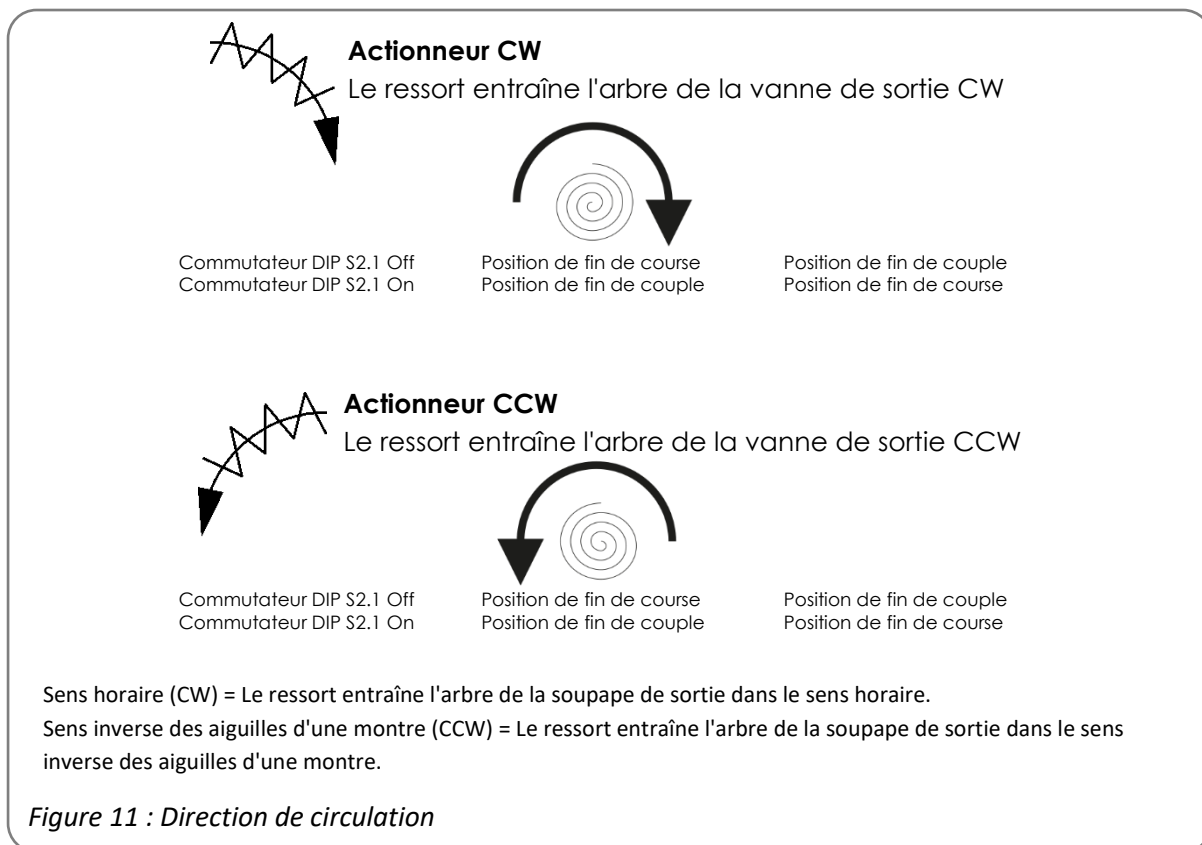 Actionneur CW
Le ressort entraîne l'arbre de la vanne de sortie CW
Commutateur DIP S2.1 Off Position de fin de course Position de fin de couple
Commutateur DIP S2.1 On Position de fin de couple Position de fin de course
Actionneur CCW
Le ressort entraîne l'arbre de la vanne de sortie CCW
Commutateur DIP S2.1 Off Position de fin de course Position de fin de couple
Commutateur DIP S2.1 On Position de fin de couple Position de fin de course
Sens horaire (CW) = Le ressort entraîne l'arbre de la soupape de sortie dans le sens horaire.
Sens inverse des aiguilles d'une montre (CCW) = Le ressort entraîne l'arbre de la soupape de sortie dans le sens
inverse des aiguilles d'une montre.
Figure 11 : Direction de circulation